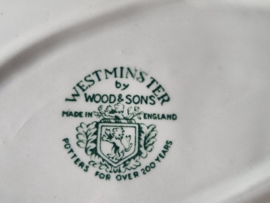 WESTMINSTER
by
WOOD & SONS
MADE IN ENGLAND
POTTERS FOR OVER 200 YEARS